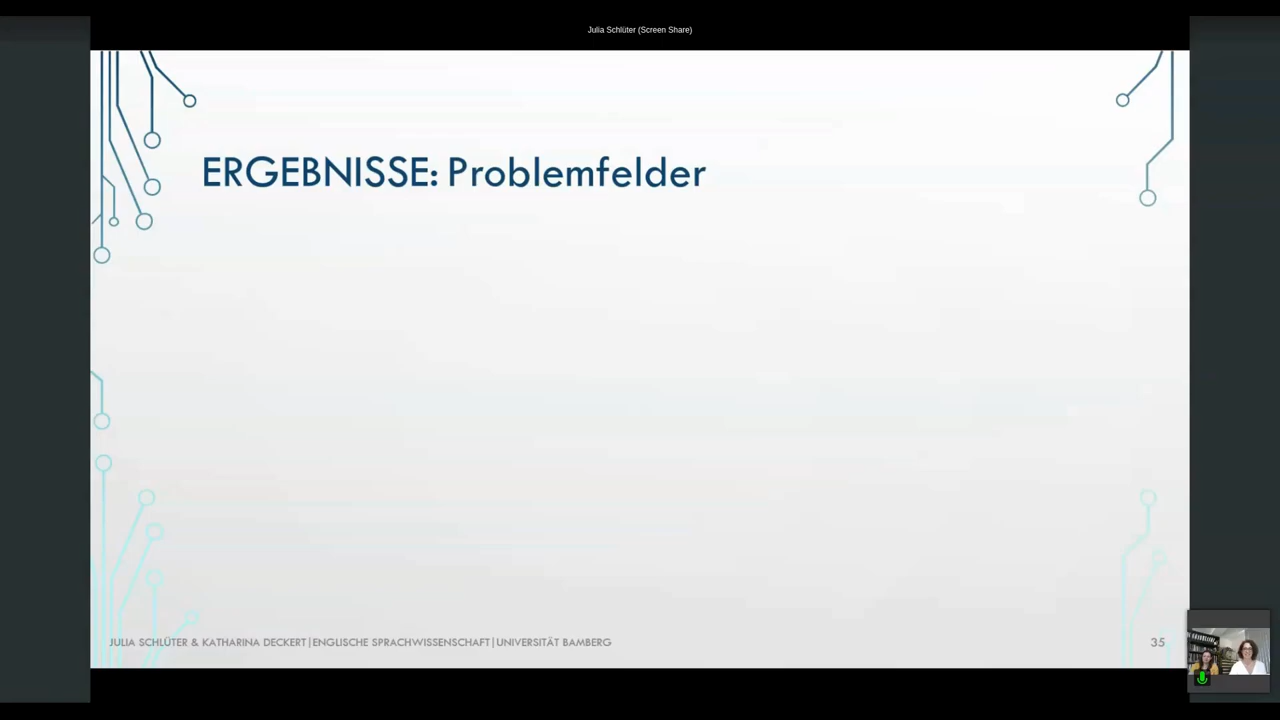 Julia Schlüter (Screen Share)
ERGEBNISSE: Problemfelder
JULIA SCHLÜTER & KATHARINA DECKERT|ENGLISCHE SPRACHWISSENSCHAFT|UNIVERSITÄT BAMBERG
35